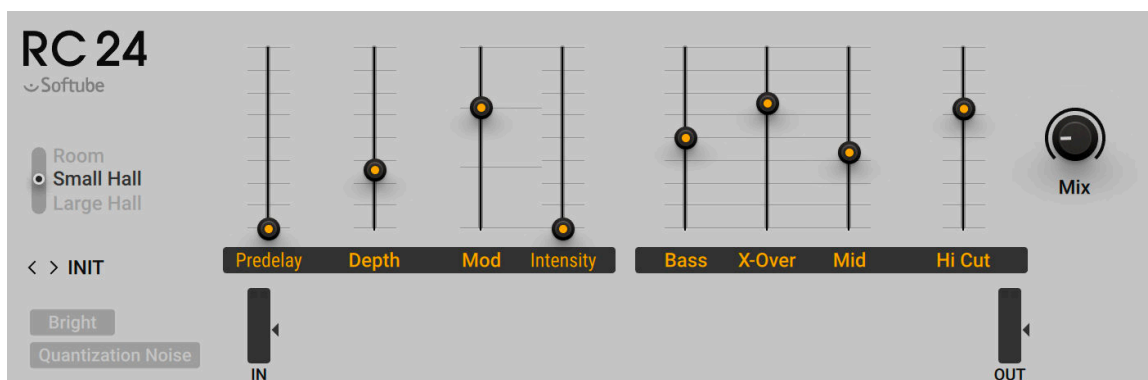 RC 24
Softube
Room
Small Hall
Large Hall
< > INIT
Bright
Quantization Noise
Predelay Depth Mod Intensity
Bass X-Over Mid Hi Cut
Mix
IN
OUT